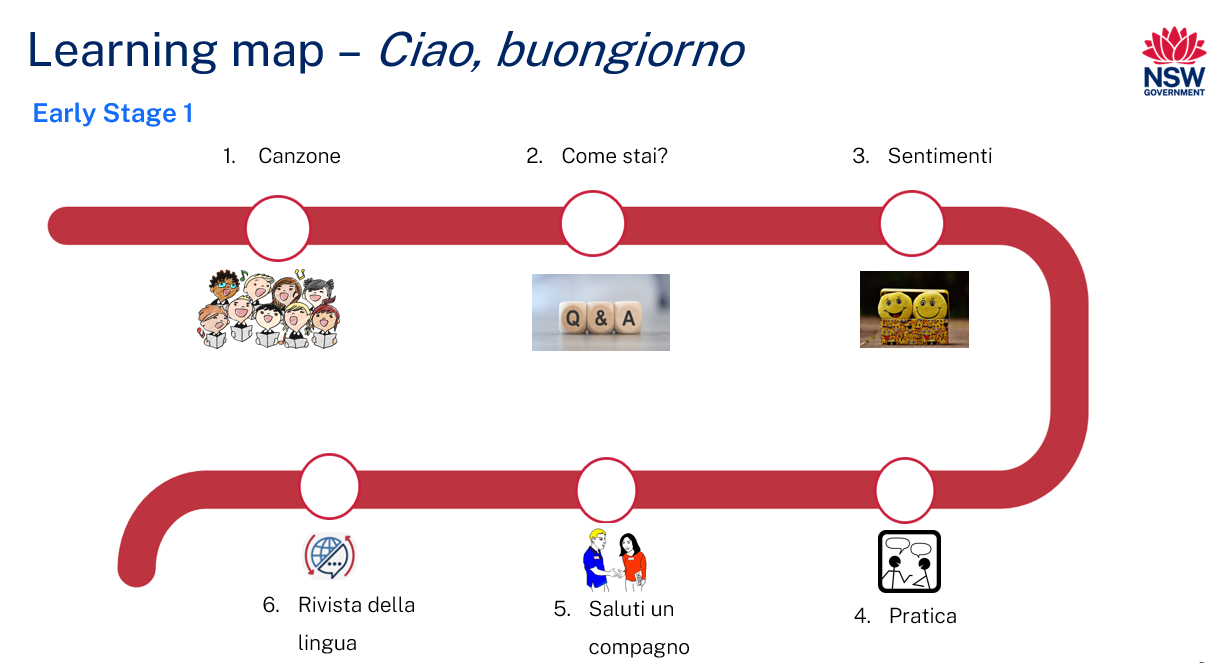 Learning map – Ciao, buongiorno
NSW
GOVERNMENT
Early Stage 1
1. Canzone
2. Come stai?
3. Sentimenti
Q & A
6. Rivista della
lingua
5. Saluti un
compagno
4. Pratica